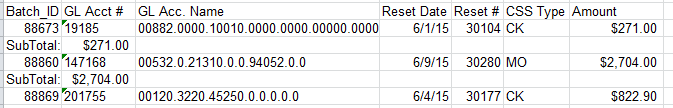 Batch_ID GL Acct # GL Acc. Name Reset Date Reset # CSS Type Amount
88673 19185 00882.0000.10010.0000.0000.00000.0000 6/1/15 30104 CK $271.00
SubTotal: $271.00
88860 147168 00532.0.21310.0.0.94052.0.0 6/9/15 30280 MO $2,704.00
SubTotal: $2,704.00
88869 201755 00120.3220.45250.0.0.0.0.0 6/4/15 30177 CK $822.90